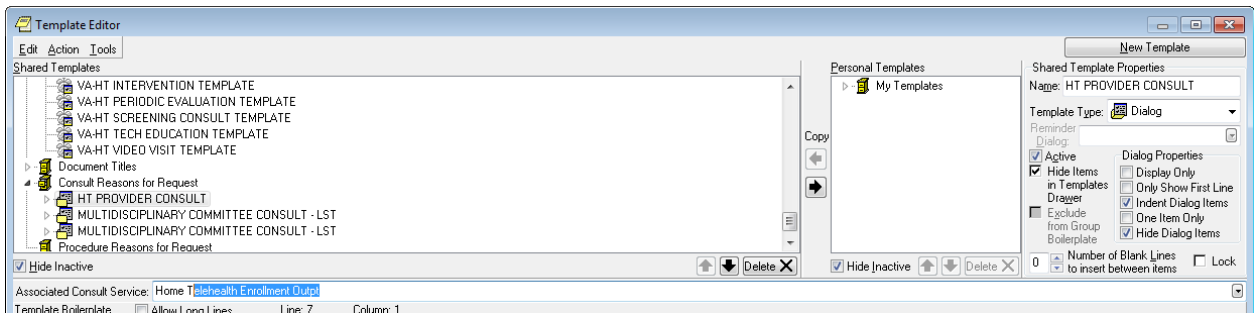 Template Editor
Edit Action Tools
New Template
Shared Templates
VA-HT INTERVENTION TEMPLATE
VA-HT PERIODIC EVALUATION TEMPLATE
VA-HT SCREENING CONSULT TEMPLATE
VA-HT TECH EDUCATION TEMPLATE
VA-HT VIDEO VISIT TEMPLATE
Document Titles
Consult Reasons for Request
HT PROVIDER CONSULT
MULTIDISCIPLINARY COMMITTEE CONSULT - LST
MULTIDISCIPLINARY COMMITTEE CONSULT - LST
Procedure Reasons for Request
Hide Inactive
Delete
Copy
Personal Templates
My Templates
Hide Inactive
Delete
Shared Template Properties
Name: HT PROVIDER CONSULT
Template Type: Dialog
Reminder
Dialog:
Active
Hide Items
in Templates
Drawer
Exclude
from Group
Boilerplate
Dialog Properties
Display Only
Only Show First Line
Indent Dialog Items
One Item Only
Hide Dialog Items
0 Number of Blank Lines
to insert between items
Lock
Associated Consult Service: Home Telehealth Enrollment Outpt
Template Boilerplate Allow Long Lines Line: 7 Column: 1